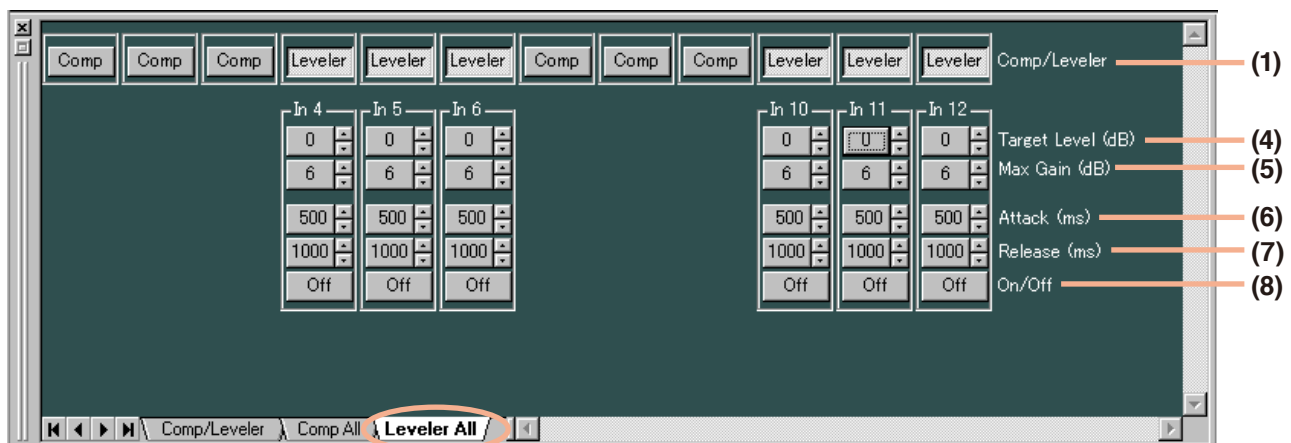 Comp Comp Comp Leveler Leveler Leveler Comp Comp Comp Leveler Leveler Leveler Comp/Leveler (1)
In 4 In 5 In 6 In 10 In 11 In 12
0 0 0 0 0 0 Target Level (dB) (4)
6 6 6 6 6 6 Max Gain (dB) (5)
500 500 500 500 500 500 Attack (ms) (6)
1000 1000 1000 1000 1000 1000 Release (ms) (7)
Off Off Off Off Off Off On/Off (8)
Comp/Leveler Comp All Leveler All